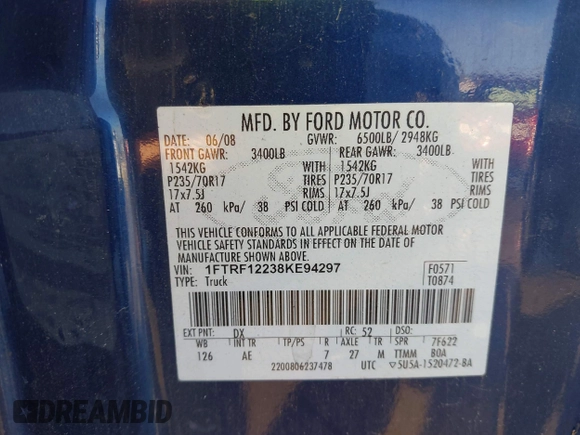 MFD. BY FORD MOTOR CO.
DATE: 06/08 GVWR: 6500LB/ 2948KG
FRONT GAWR: 3400LB REAR GAWR: 3400LB
1542KG WITH 1542KG WITH
P235/70R17 TIRES P235/70R17 TIRES
17x7.5J RIMS 17x7.5J RIMS
AT 260 kPa/ 38 PSI COLD AT 260 kPa/ 38 PSI COLD
THIS VEHICLE CONFORMS TO ALL APPLICABLE FEDERAL MOTOR
VEHICLE SAFETY STANDARDS IN EFFECT ON THE DATE OF
MANUFACTURE SHOWN ABOVE.
VIN: 1FTRF12238KE94297 F0571
TYPE: Truck T0874
EXT PNT: DX RC: 52 DSO:
WB INT TR TP/PS R AXLE TR SPR 7F622
126 AE 7 27 M TTMM BOA
2200806237478 UTC 5U5A-1520472-BA
DREAMBID